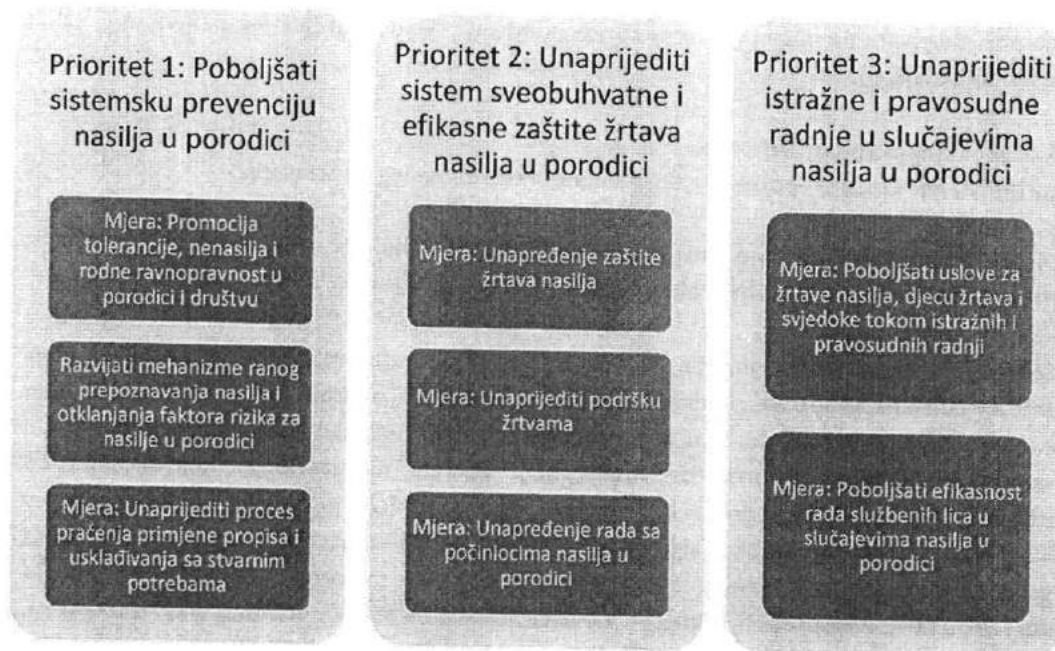 Prioritet 1: Poboljšati
sistemsku prevenciju
nasilja u porodici
Mjera: Promocija
tolerancije, nenasilja i
rodne ravnopravnost u
porodici i društvu
Razvijati mehanizme ranog
prepoznavanja nasilja i
otklanjanja faktora rizika za
nasilje u porodici
Mjera: Unaprijediti proces
pračenja primjene propisa i
usklađivanja sa stvarnim
potrebama
Prioritet 2: Unaprijediti
sistem sveobuhvatne i
efikasne zaštite žrtava
nasilja u porodici
Mjera: Unapređenje zaštite
žrtava nasilja
Mjera: Unaprijediti podršku
žrtvama
Mjera: Unapređenje rada sa
počiniocima nasilja u
porodici
Prioritet 3: Unaprijediti
istražne i pravosudne
radnje u slučajevima
nasilja u porodici
Mjera: Poboljšati uslove za
žrtave nasilja, djecu žrtava i
svjedoke tokom istražnih i
pravosudnih radnji
Mjera: Poboljšati efikasnost
rada službenih lica u
slučajevima nasilja u
porodici